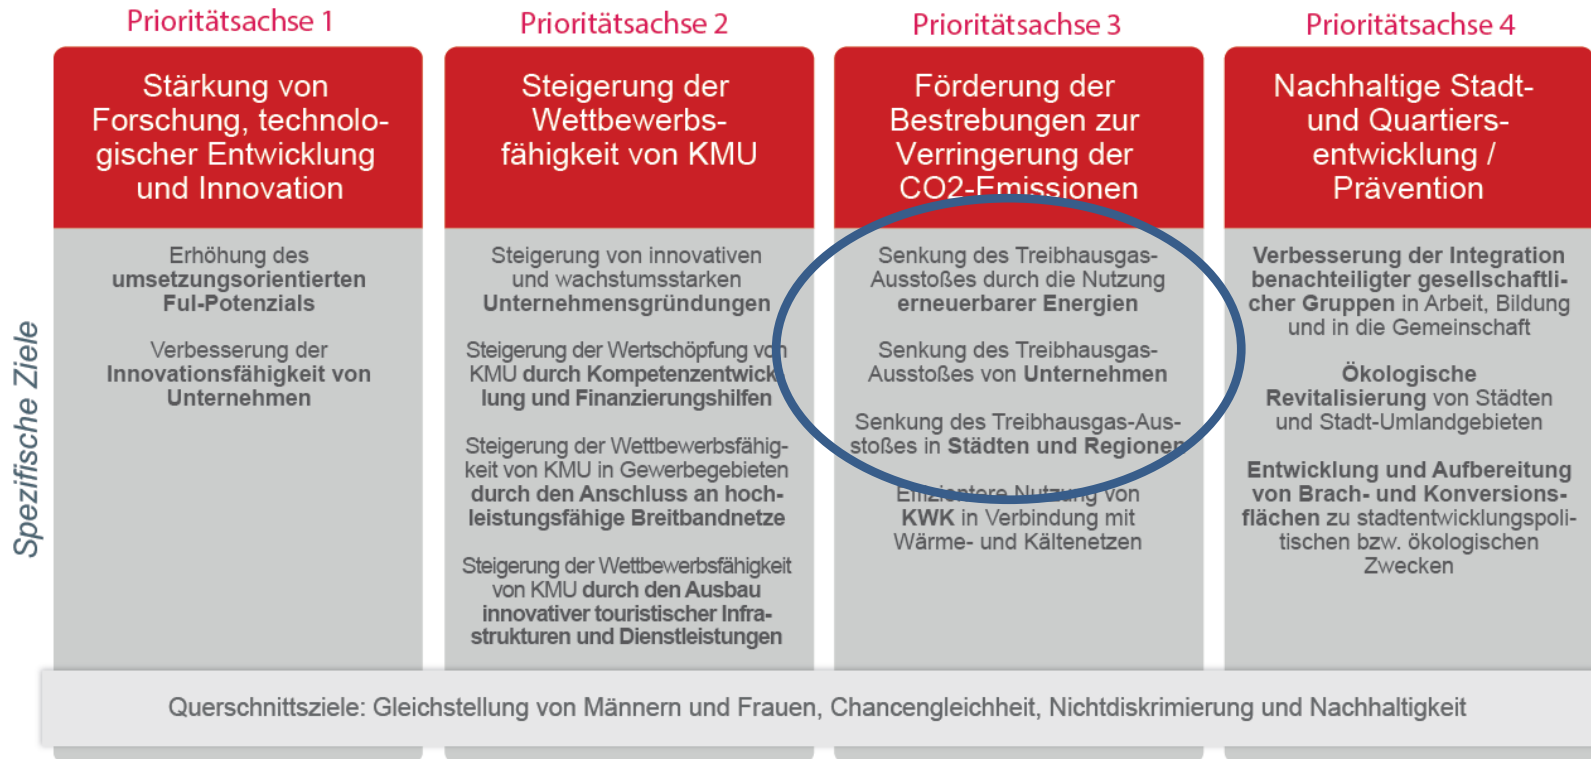 Prioritätsachse 1
Stärkung von
Forschung, technolo-
gischer Entwicklung
und Innovation
Erhöhung des
umsetzungsorientierten
FuI-Potenzials
Verbesserung der
Innovationsfähigkeit von
Unternehmen
Prioritätsachse 2
Steigerung der
Wettbewerbs-
fähigkeit von KMU
Steigerung von innovativen
und wachstumsstarken
Unternehmensgründungen
Steigerung der Wertschöpfung von
KMU durch Kompetenzentwick-
lung und Finanzierungshilfen
Steigerung der Wettbewerbsfähig-
keit von KMU in Gewerbegebieten
durch den Anschluss an hoch-
leistungsfähige Breitbandnetze
Steigerung der Wettbewerbsfähigkeit
von KMU durch den Ausbau
innovativer touristischer Infra-
strukturen und Dienstleistungen
Prioritätsachse 3
Förderung der
Bestrebungen zur
Verringerung der
CO2-Emissionen
Senkung des Treibhausgas-
Ausstoßes durch die Nutzung
erneuerbarer Energien
Senkung des Treibhausgas-
Ausstoßes von Unternehmen
Senkung des Treibhausgas-Aus-
stoßes in Städten und Regionen
Effizientere Nutzung von
KWK in Verbindung mit
Wärme- und Kältenetzen
Prioritätsachse 4
Nachhaltige Stadt-
und Quartiers-
entwicklung /
Prävention
Verbesserung der Integration
benachteiligter gesellschaftli-
cher Gruppen in Arbeit, Bildung
und in die Gemeinschaft
Ökologische
Revitalisierung von Städten
und Stadt-Umlandgebieten
Entwicklung und Aufbereitung
von Brach- und Konversions-
flächen zu stadtentwicklungspoli-
tischen bzw. ökologischen
Zwecken
Spezifische Ziele
Querschnittsziele: Gleichstellung von Männern und Frauen, Chancengleichheit, Nichtdiskrimierung und Nachhaltigkeit